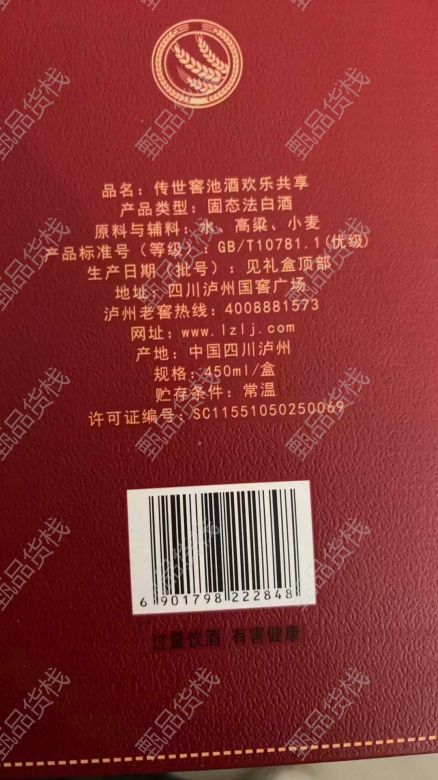 品名：传世窖池酒欢乐共享
产品类型：固态法白酒
原料与辅料：水、高粱、小麦
产品标准号（等级）：GB/T10781.1(优级)
生产日期（批号）：见礼盒顶部
地址：四川泸州国窖广场
泸州老窖热线：4008881573
网址：www.lzlj.com
产地：中国四川泸州
规格：450ml/盒
贮存条件：常温
许可证编号：SC11551050250069
6 901798 222848
过量饮酒 有害健康
甄品货栈